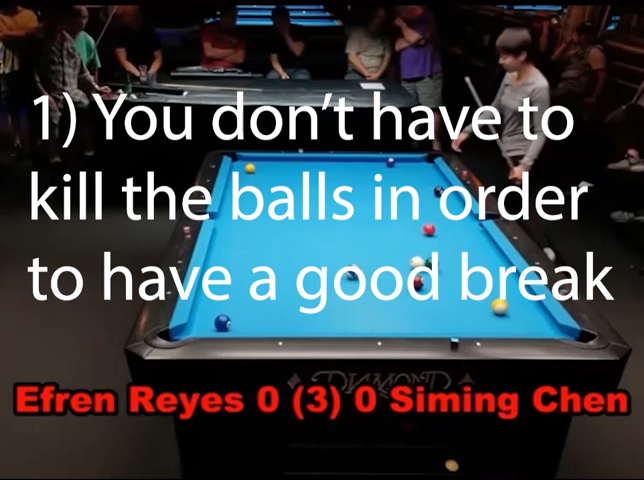 1) You don’t have to
kill the balls in order
to have a good break
DIAMOND
Efren Reyes 0 (3) 0 Siming Chen